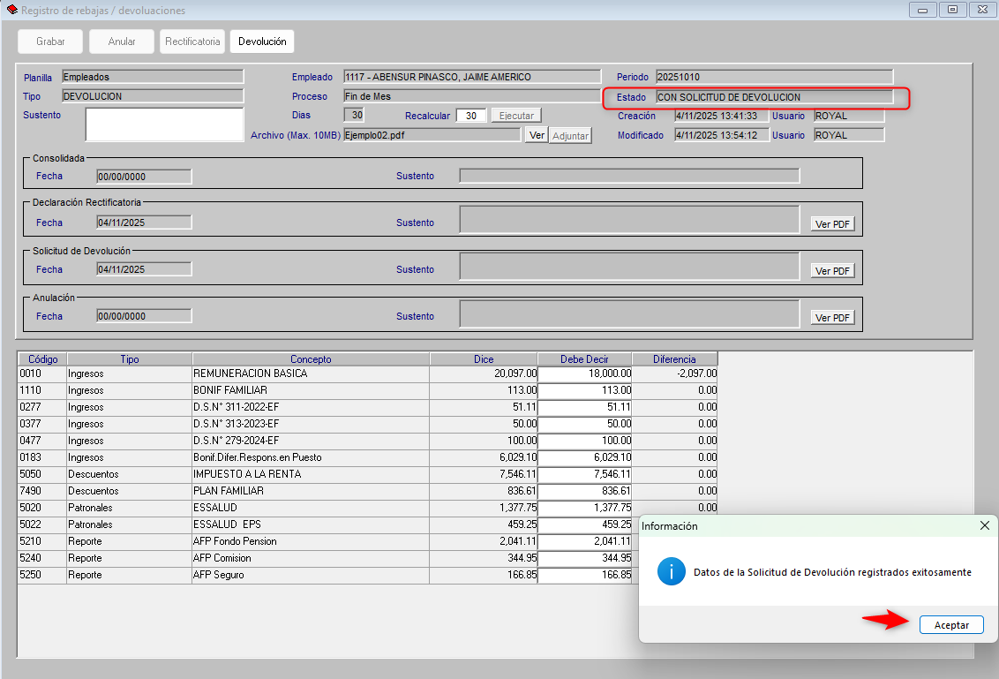 Registro de rebajas / devoluaciones
Grabar Anular Rectificatoria Devolución
Planilla Empleados Empleado 1117 - ABENSUR PINASCO, JAIME AMERICO Periodo 20251010
Tipo DEVOLUCION Proceso Fin de Mes Estado CON SOLICITUD DE DEVOLUCION
Sustento Dias 30 Recalcular 30 Ejecutar Creación 4/11/2025 13:41:33 Usuario ROYAL
Archivo (Max. 10MB) Ejemplo02.pdf Ver Adjuntar Modificado 4/11/2025 13:54:12 Usuario ROYAL
Consolidada
Fecha 00/00/0000 Sustento
Declaración Rectificatoria
Fecha 04/11/2025 Sustento Ver PDF
Solicitud de Devolución
Fecha 04/11/2025 Sustento Ver PDF
Anulación
Fecha 00/00/0000 Sustento Ver PDF
Código Tipo Concepto Dice Debe Decir Diferencia
0010 Ingresos REMUNERACION BASICA 20,097.00 18,000.00 -2,097.00
1110 Ingresos BONIF FAMILIAR 113.00 113.00 0.00
0277 Ingresos D.S.N° 311-2022-EF 51.11 51.11 0.00
0377 Ingresos D.S.N° 313-2023-EF 50.00 50.00 0.00
0477 Ingresos D.S.N° 279-2024-EF 100.00 100.00 0.00
0183 Ingresos Bonif.Difer.Respons.en Puesto 6,029.10 6,029.10 0.00
5050 Descuentos IMPUESTO A LA RENTA 7,546.11 7,546.11 0.00
7490 Descuentos PLAN FAMILIAR 836.61 836.61 0.00
5020 Patronales ESSALUD 1,377.75 1,377.75 0.00
5022 Patronales ESSALUD EPS 459.25 459.25
5210 Reporte AFP Fondo Pension 2,041.11 2,041.11
5240 Reporte AFP Comision 344.95 344.95
5250 Reporte AFP Seguro 166.85 166.85
Información
Datos de la Solicitud de Devolución registrados exitosamente
Aceptar